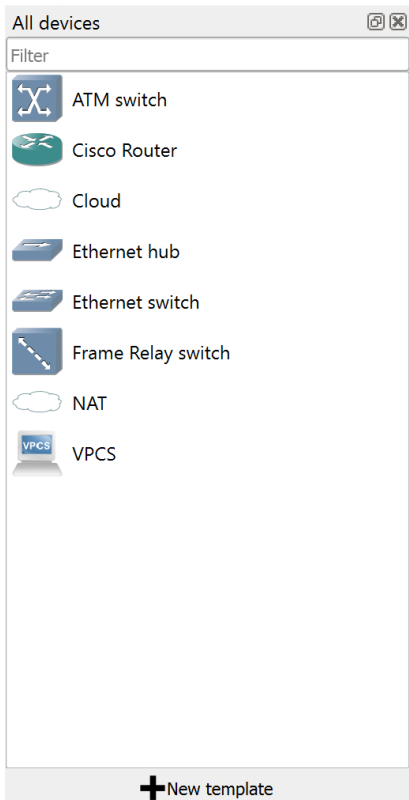 All devices
Filter
ATM switch
Cisco Router
Cloud
Ethernet hub
Ethernet switch
Frame Relay switch
NAT
VPCS
VPCS
New template